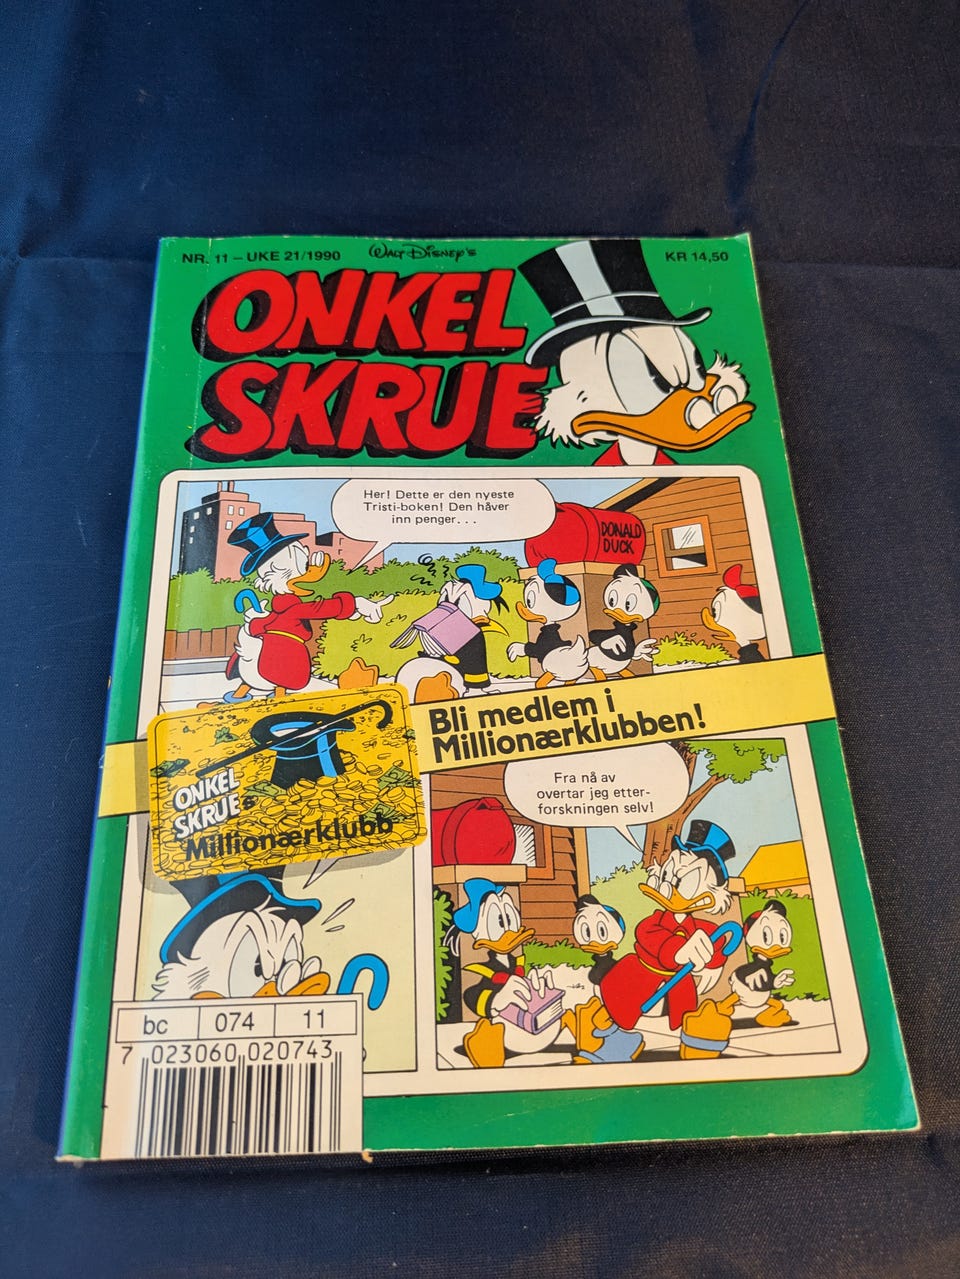 NR. 11 – UKE 21/1990
Walt Disney's
KR 14,50
ONKEL
SKRUE
Her! Dette er den nyeste
Tristi-boken! Den håver
inn penger...
DONALD
DUCK
Bli medlem i
Millionærklubben!
ONKEL
SKRUEs
Millionærklubb
Fra nå av
overtar jeg etter-
forskningen selv!
bc 074 11
7 023060 020743